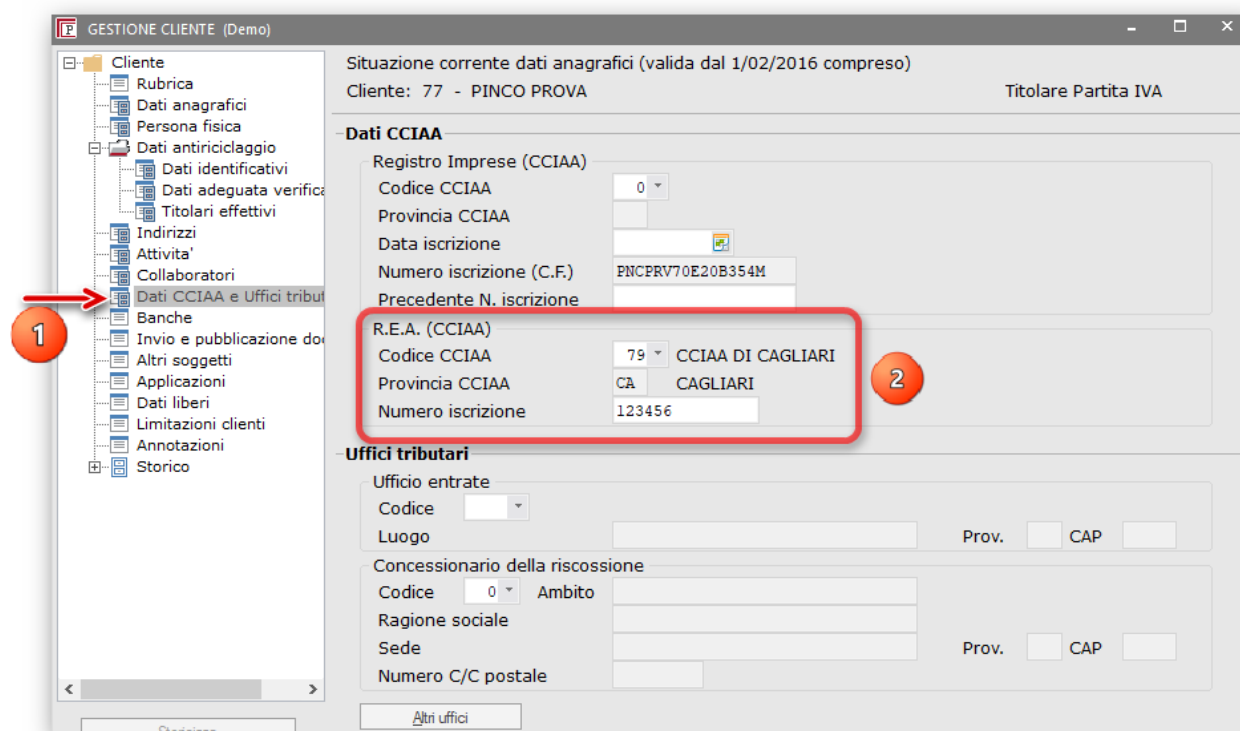 GESTIONE CLIENTE (Demo)
Cliente
Rubrica
Dati anagrafici
Persona fisica
Dati antiriciclaggio
Dati identificativi
Dati adeguata verifica
Titolari effettivi
Indirizzi
Attivita'
Collaboratori
Dati CCIAA e Uffici tribut
Banche
Invio e pubblicazione do
Altri soggetti
Applicazioni
Dati liberi
Limitazioni clienti
Annotazioni
Storico
1
Situazione corrente dati anagrafici (valida dal 1/02/2016 compreso)
Cliente: 77 - PINCO PROVA Titolare Partita IVA
Dati CCIAA
Registro Imprese (CCIAA)
Codice CCIAA 0
Provincia CCIAA
Data iscrizione
Numero iscrizione (C.F.) PNCPRV70E20B354M
Precedente N. iscrizione
R.E.A. (CCIAA)
Codice CCIAA 79 CCIAA DI CAGLIARI
Provincia CCIAA CA CAGLIARI
Numero iscrizione 123456
2
Uffici tributari
Ufficio entrate
Codice
Luogo Prov. CAP
Concessionario della riscossione
Codice 0 Ambito
Ragione sociale
Sede Prov. CAP
Numero C/C postale
Altri uffici